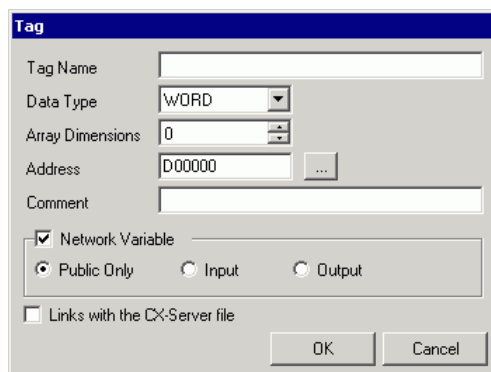 Tag
Tag Name
Data Type WORD
Array Dimensions 0
Address D00000 ...
Comment
Network Variable
Public Only Input Output
Links with the CX-Server file
OK Cancel